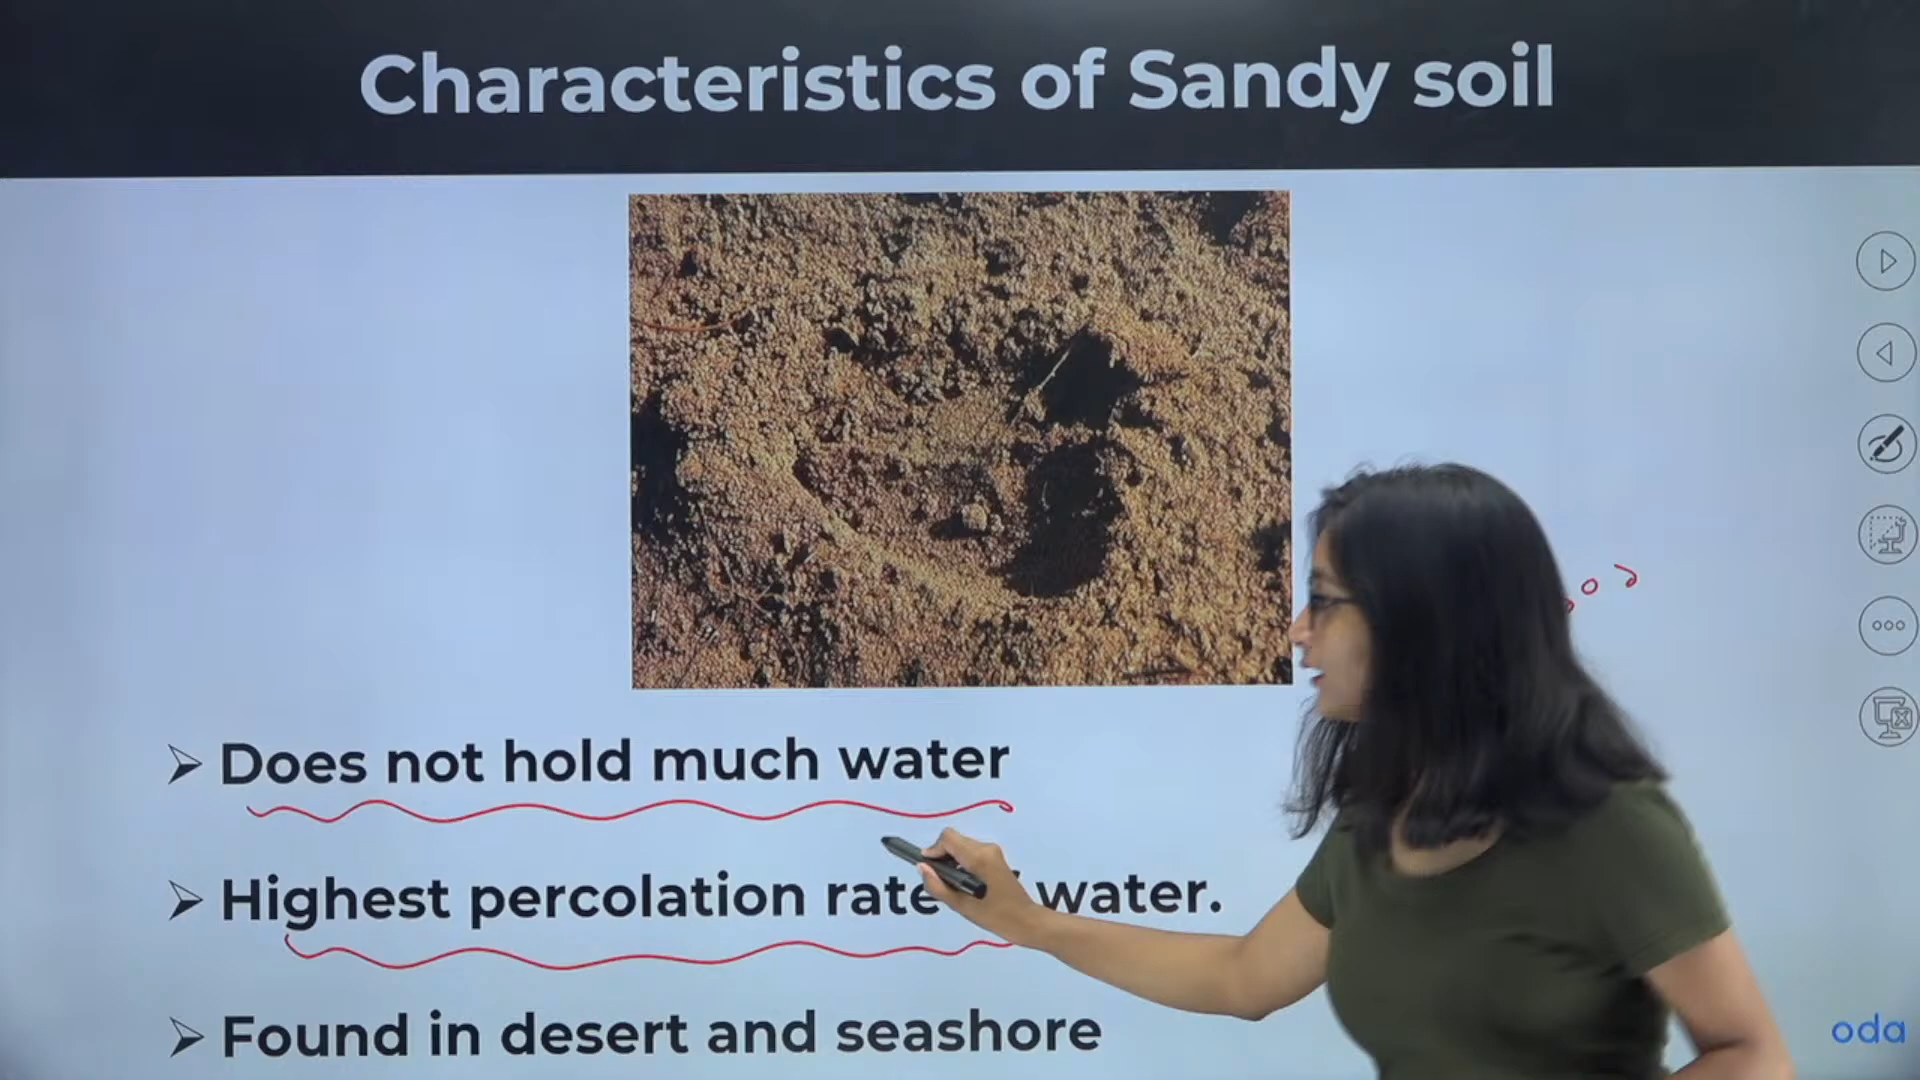 Characteristics of Sandy soil
➢ Does not hold much water
➢ Highest percolation rate water.
➢ Found in desert and seashore
oda